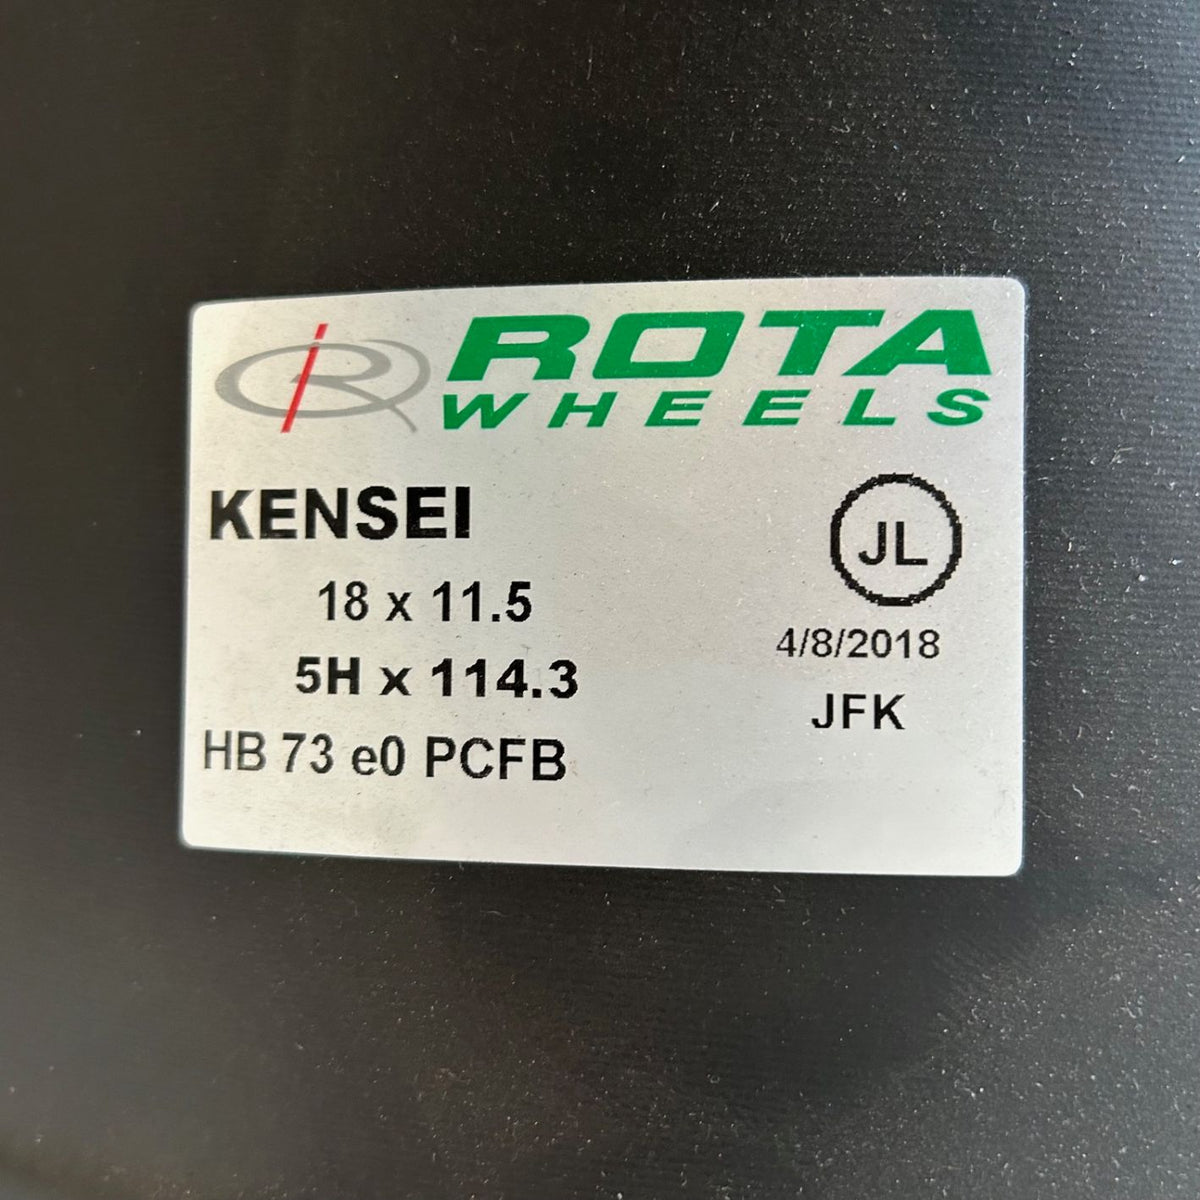 R ROTA
WHEELS
KENSEI
18 x 11.5
5H x 114.3
HB 73 e0 PCFB
JL
4/8/2018
JFK